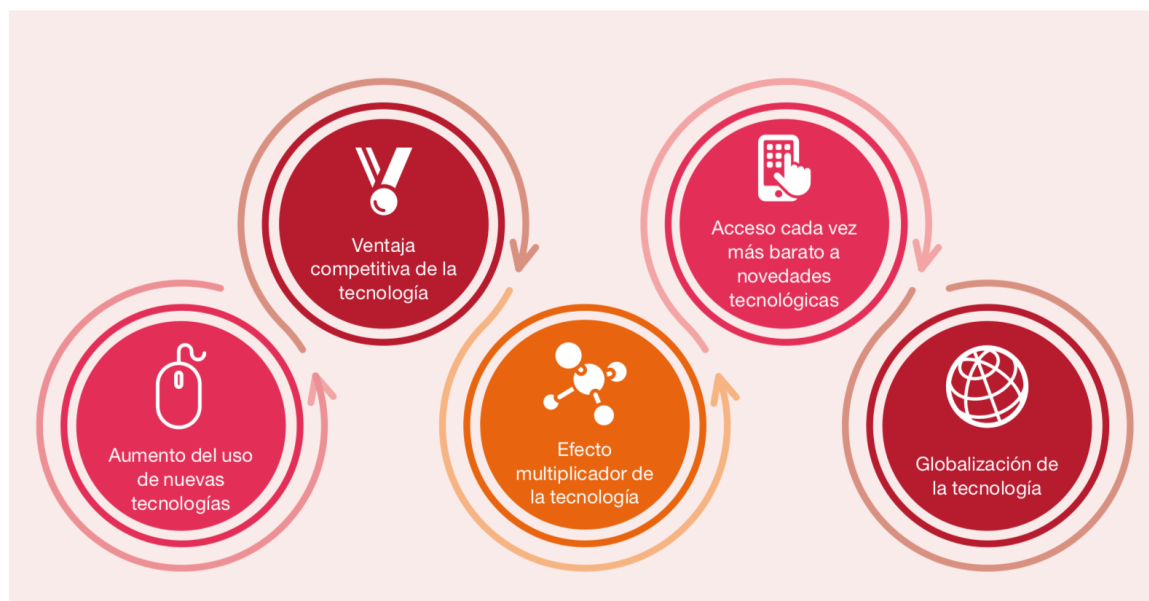 Aumento del uso
de nuevas
tecnologías
Ventaja
competitiva de la
tecnología
Efecto
multiplicador de
la tecnología
Acceso cada vez
más barato a
novedades
tecnológicas
Globalización de
la tecnología